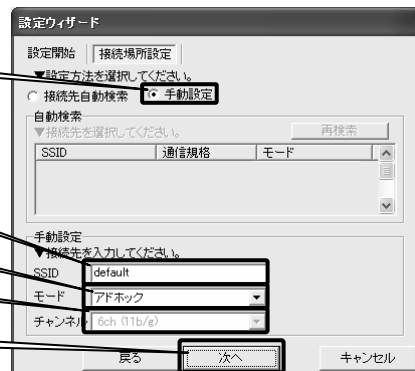 設定ウィザード
設定開始 接続場所設定
▼設定方法を選択してください。
接続先自動検索 手動設定
自動検索
▼接続先を選択してください。 再検索
SSID 通信規格 モード
手動設定
▼接続先を入力してください。
SSID default
モード アドホック
チャンネル 6ch (11b/g)
戻る 次へ キャンセル